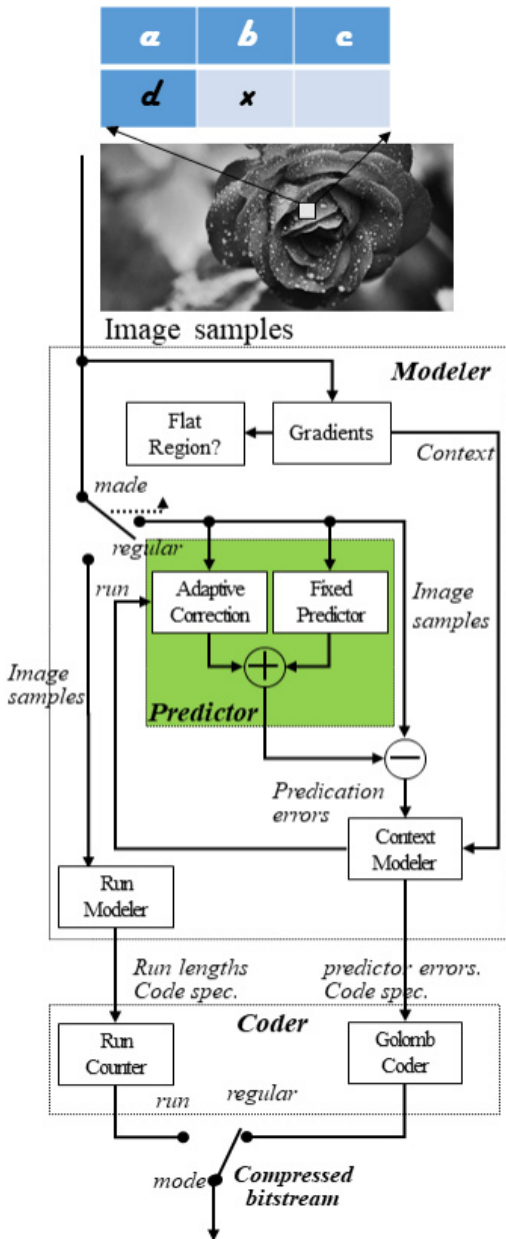 a b c
d x
Image samples
Modeler
Flat
Region?
Gradients
Context
made
regular
run
Adaptive
Correction
Fixed
Predictor
Image
samples
Image
samples
Predictor
Predication
errors
Context
Modeler
Run
Modeler
Run lengths
Code spec.
predictor errors.
Code spec.
Coder
Run
Counter
Golomb
Coder
run
regular
mode
Compressed
bitstream